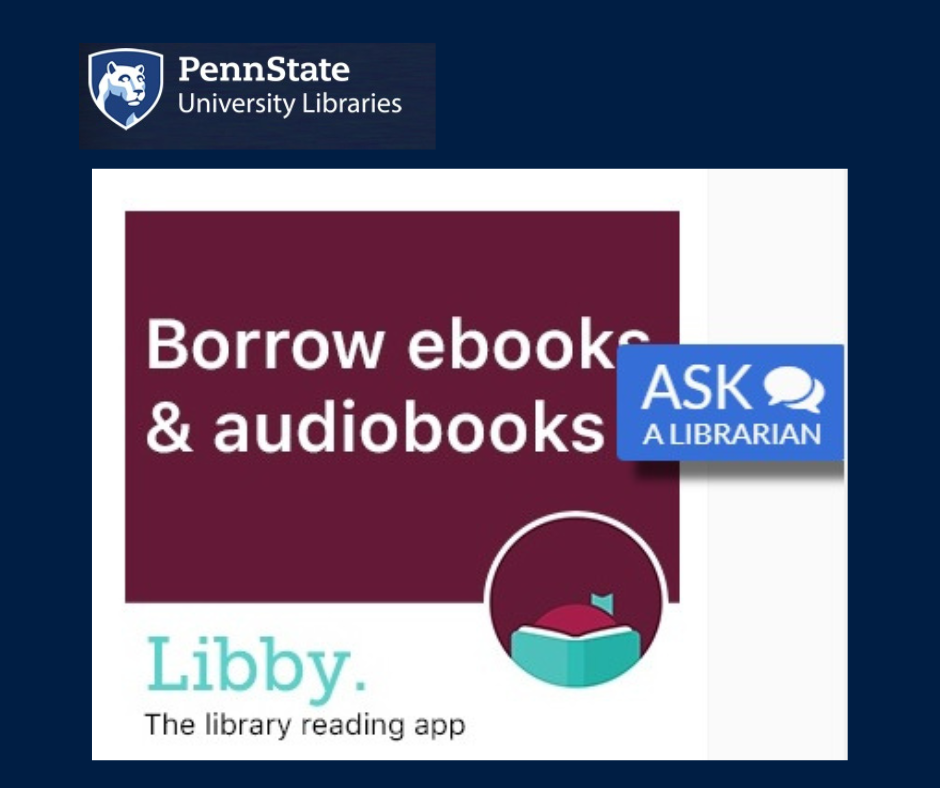 PennState
University Libraries
Borrow ebooks
& audiobooks
ASK
A LIBRARIAN
Libby.
The library reading app